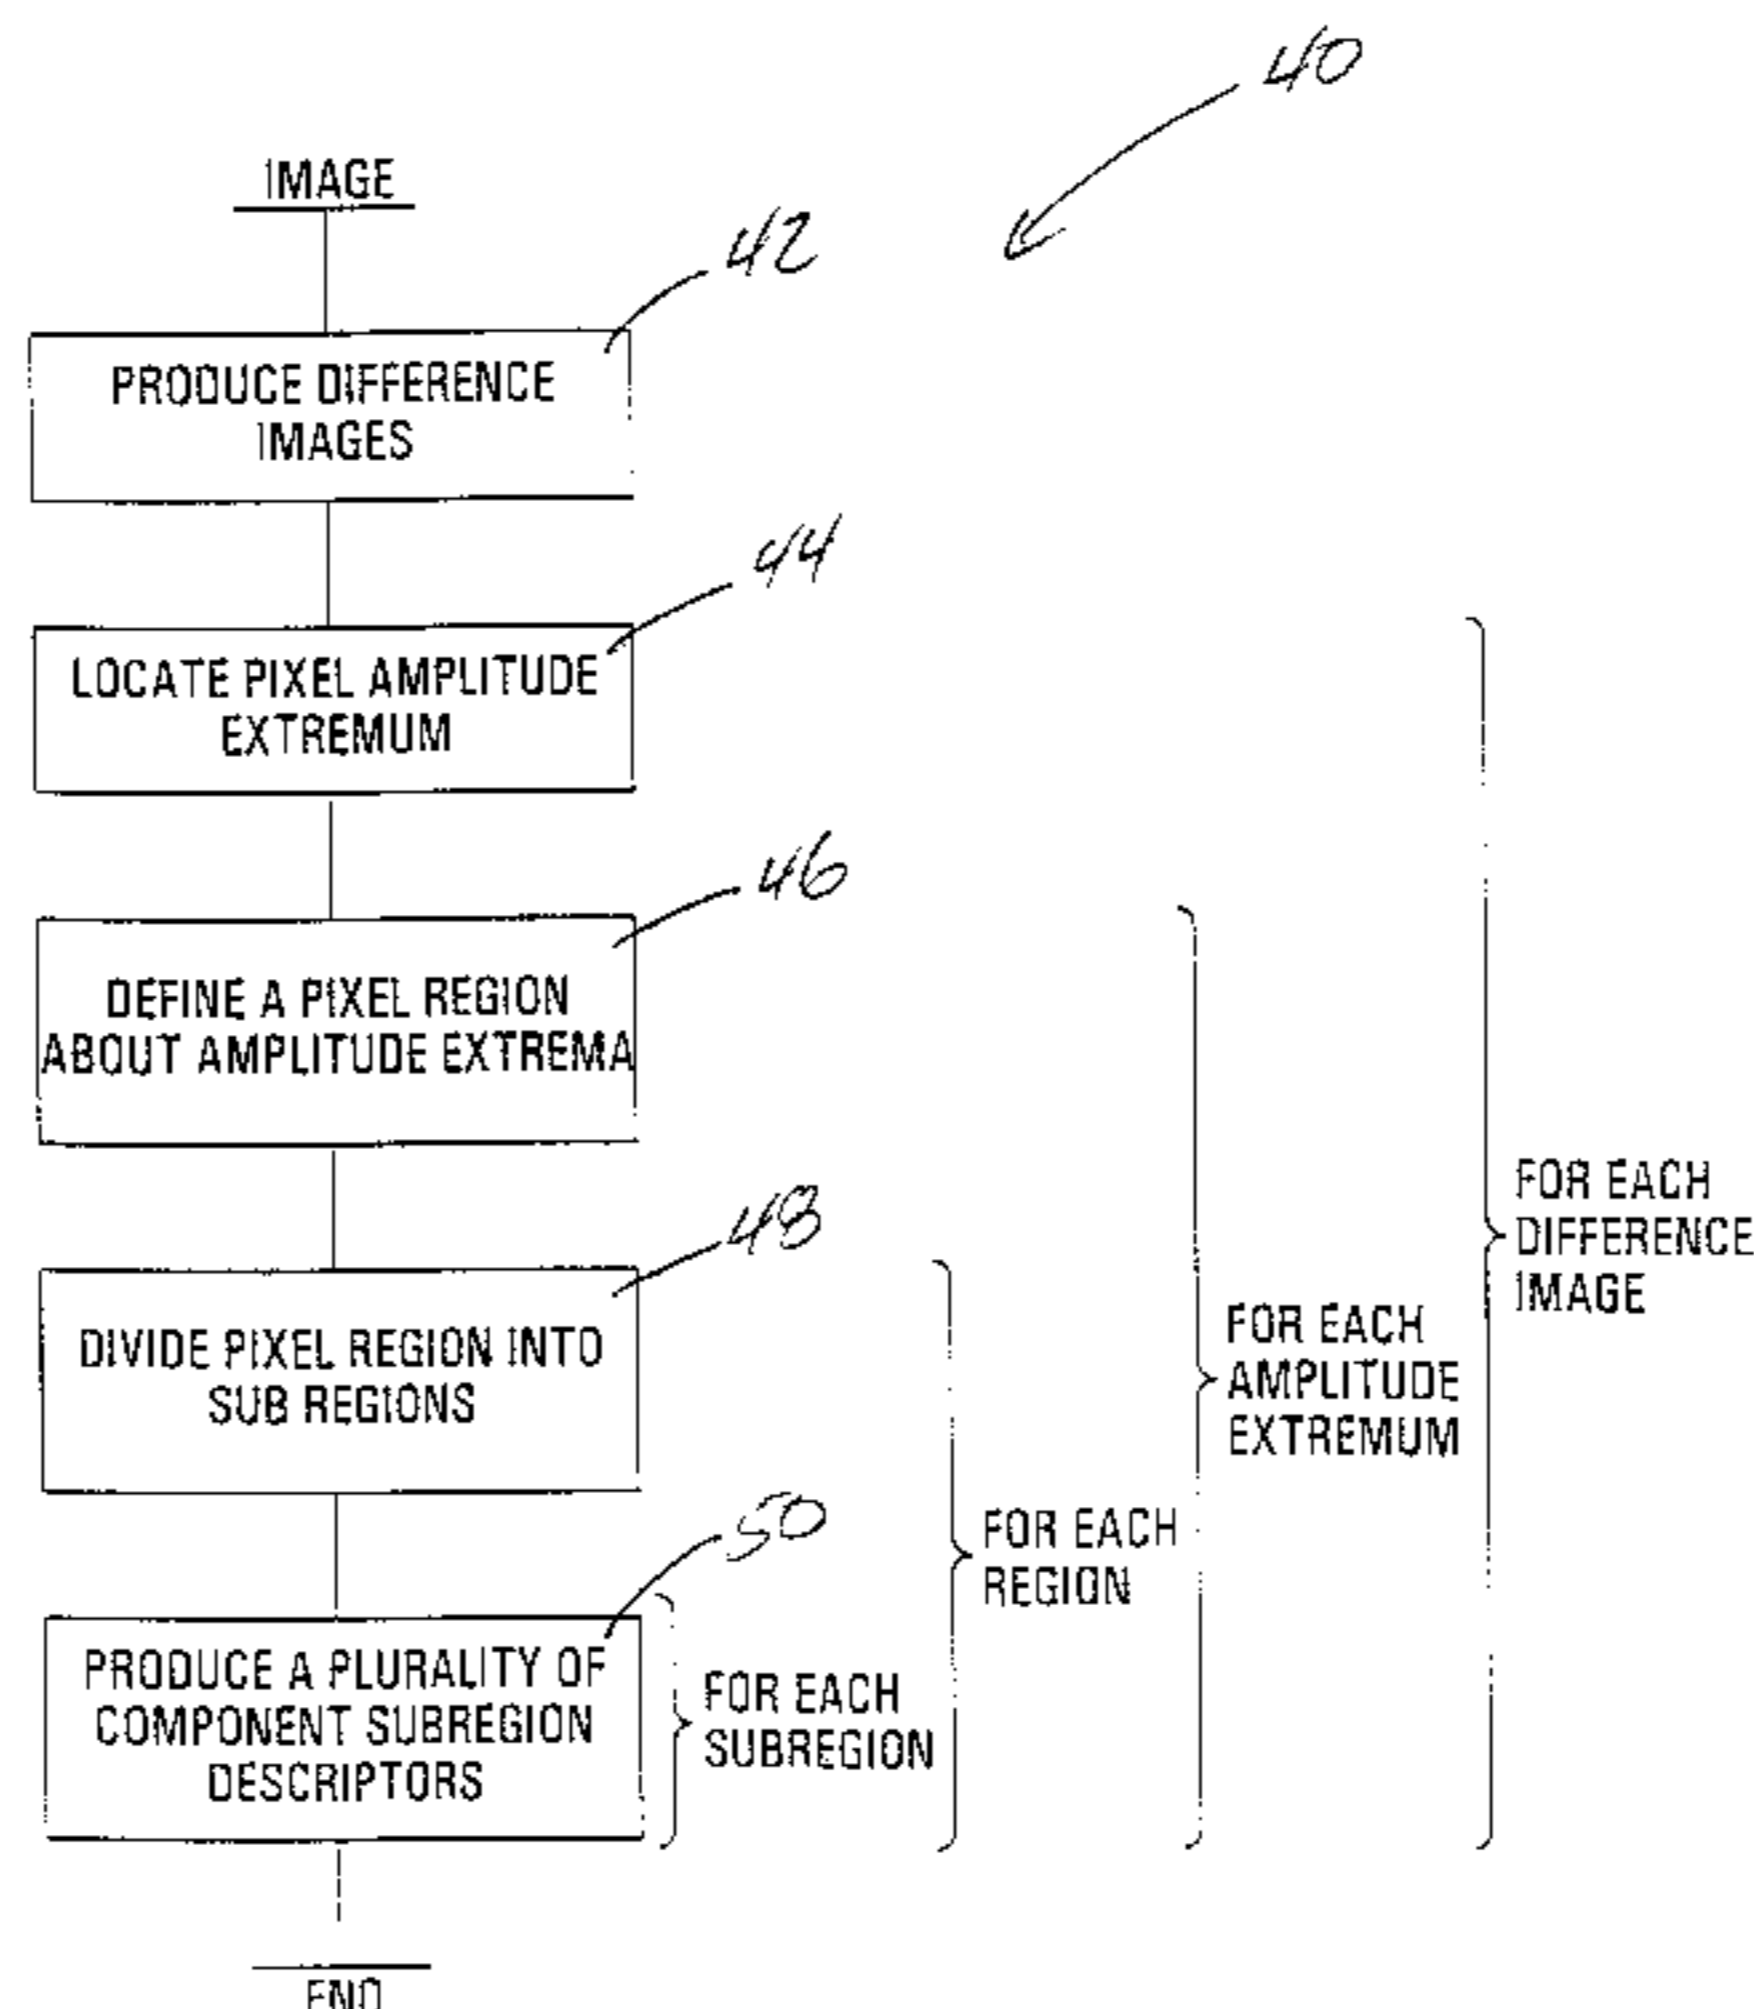 40
IMAGE
42
PRODUCE DIFFERENCE
IMAGES
44
LOCATE PIXEL AMPLITUDE
EXTREMUM
46
DEFINE A PIXEL REGION
ABOUT AMPLITUDE EXTREMA
48
DIVIDE PIXEL REGION INTO
SUB REGIONS
50
PRODUCE A PLURALITY OF
COMPONENT SUBREGION
DESCRIPTORS
FOR EACH
SUBREGION
FOR EACH
REGION
FOR EACH
AMPLITUDE
EXTREMUM
FOR EACH
DIFFERENCE
IMAGE
END